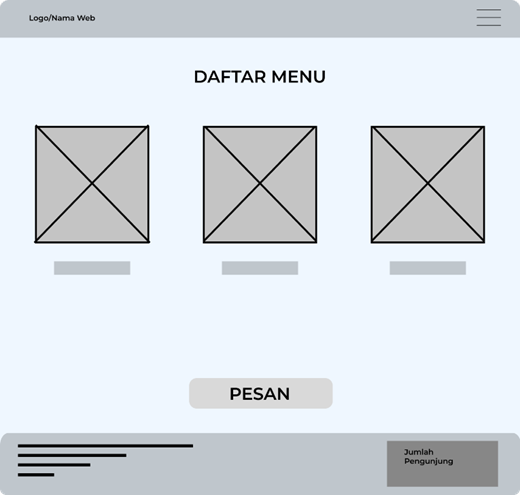 Logo/Nama Web
DAFTAR MENU
PESAN
Jumlah
Pengunjung